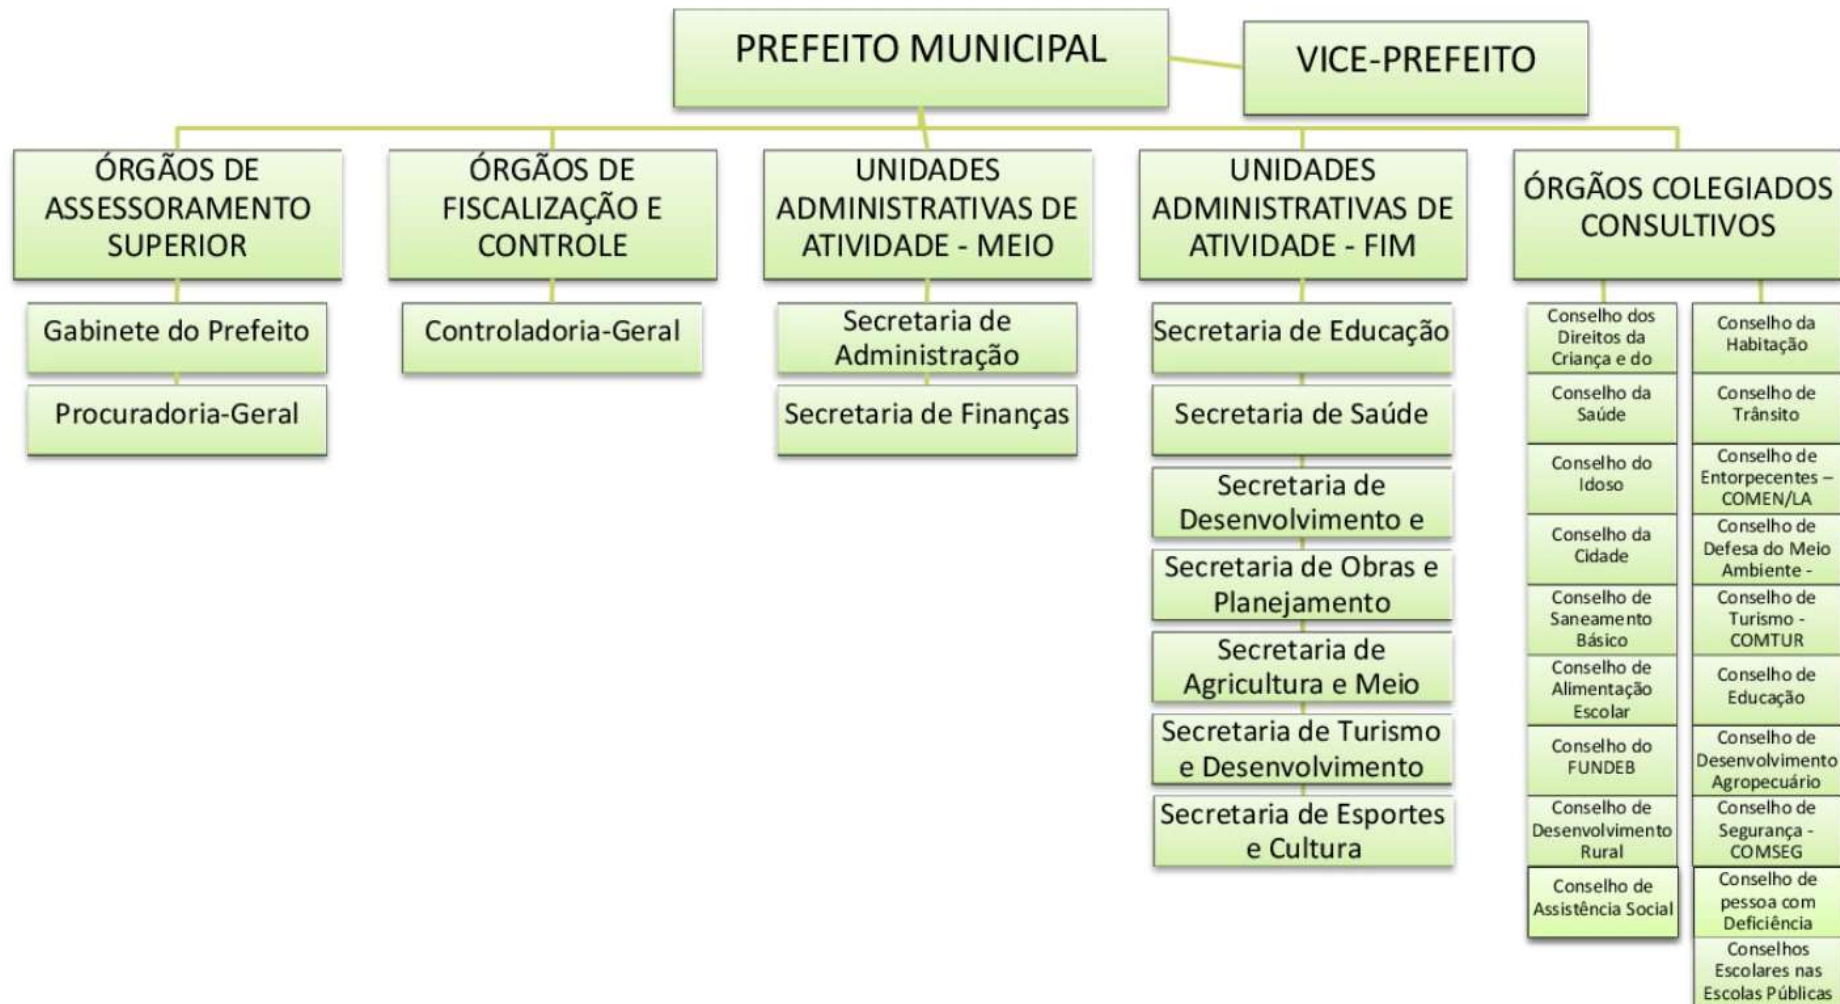 PREFEITO MUNICIPAL
VICE-PREFEITO
ÓRGÃOS DE
ASSESSORAMENTO
SUPERIOR
Gabinete do Prefeito
Procuradoria-Geral
ÓRGÃOS DE
FISCALIZAÇÃO E
CONTROLE
Controladoria-Geral
UNIDADES
ADMINISTRATIVAS DE
ATIVIDADE - MEIO
Secretaria de
Administração
Secretaria de Finanças
UNIDADES
ADMINISTRATIVAS DE
ATIVIDADE - FIM
Secretaria de Educação
Secretaria de Saúde
Secretaria de
Desenvolvimento e
Secretaria de Obras e
Planejamento
Secretaria de
Agricultura e Meio
Secretaria de Turismo
e Desenvolvimento
Secretaria de Esportes
e Cultura
ÓRGÃOS COLEGIADOS
CONSULTIVOS
Conselho dos
Direitos da
Criança e do
Conselho da
Saúde
Conselho do
Idoso
Conselho da
Cidade
Conselho de
Saneamento
Básico
Conselho de
Alimentação
Escolar
Conselho do
FUNDEB
Conselho de
Desenvolvimento
Rural
Conselho de
Assistência Social
Conselho da
Habitação
Conselho de
Trânsito
Conselho de
Entorpecentes –
COMEN/LA
Conselho de
Defesa do Meio
Ambiente -
Conselho de
Turismo -
COMTUR
Conselho de
Educação
Conselho de
Desenvolvimento
Agropecuário
Conselho de
Segurança -
COMSEG
Conselho de
pessoa com
Deficiência
Conselhos
Escolares nas
Escolas Públicas